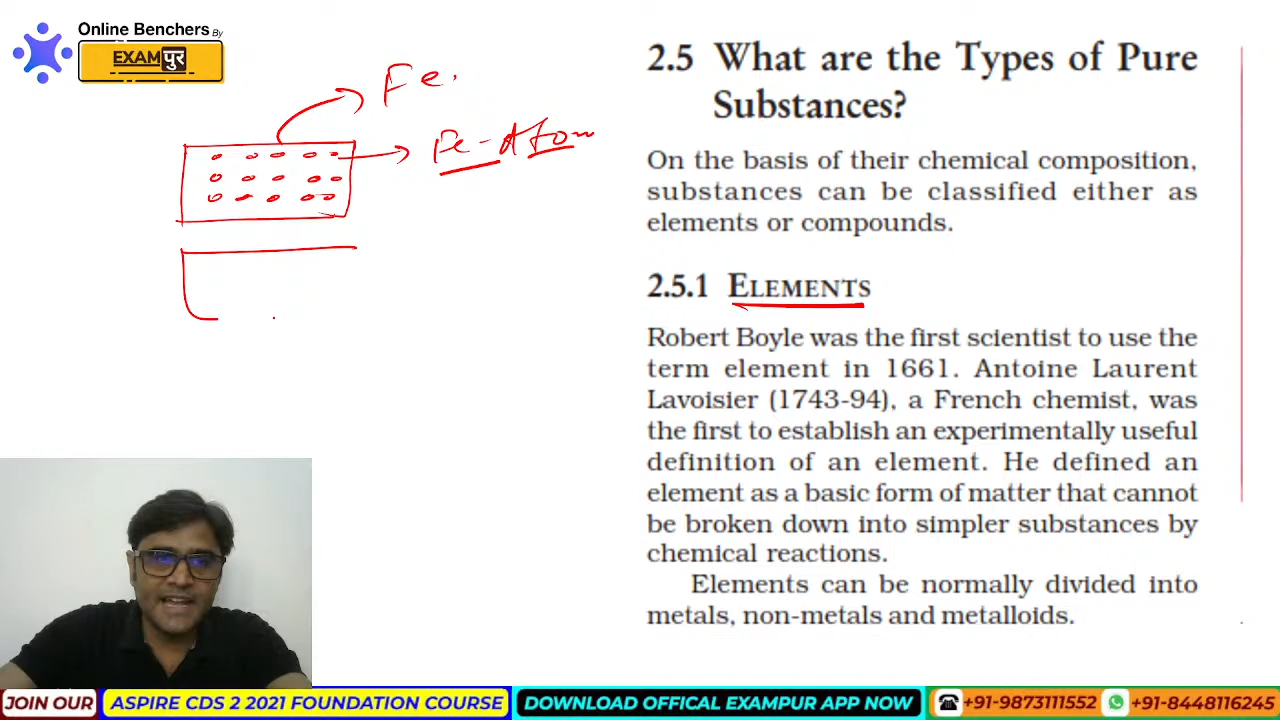 Online Benchers By
EXAMपुर
Fe.
Fe-Atom
2.5 What are the Types of Pure
Substances?
On the basis of their chemical composition,
substances can be classified either as
elements or compounds.
2.5.1 ELEMENTS
Robert Boyle was the first scientist to use the
term element in 1661. Antoine Laurent
Lavoisier (1743-94), a French chemist, was
the first to establish an experimentally useful
definition of an element. He defined an
element as a basic form of matter that cannot
be broken down into simpler substances by
chemical reactions.
Elements can be normally divided into
metals, non-metals and metalloids.
JOIN OUR ASPIRE CDS 2 2021 FOUNDATION COURSE DOWNLOAD OFFICAL EXAMPUR APP NOW +91-9873111552 +91-8448116245